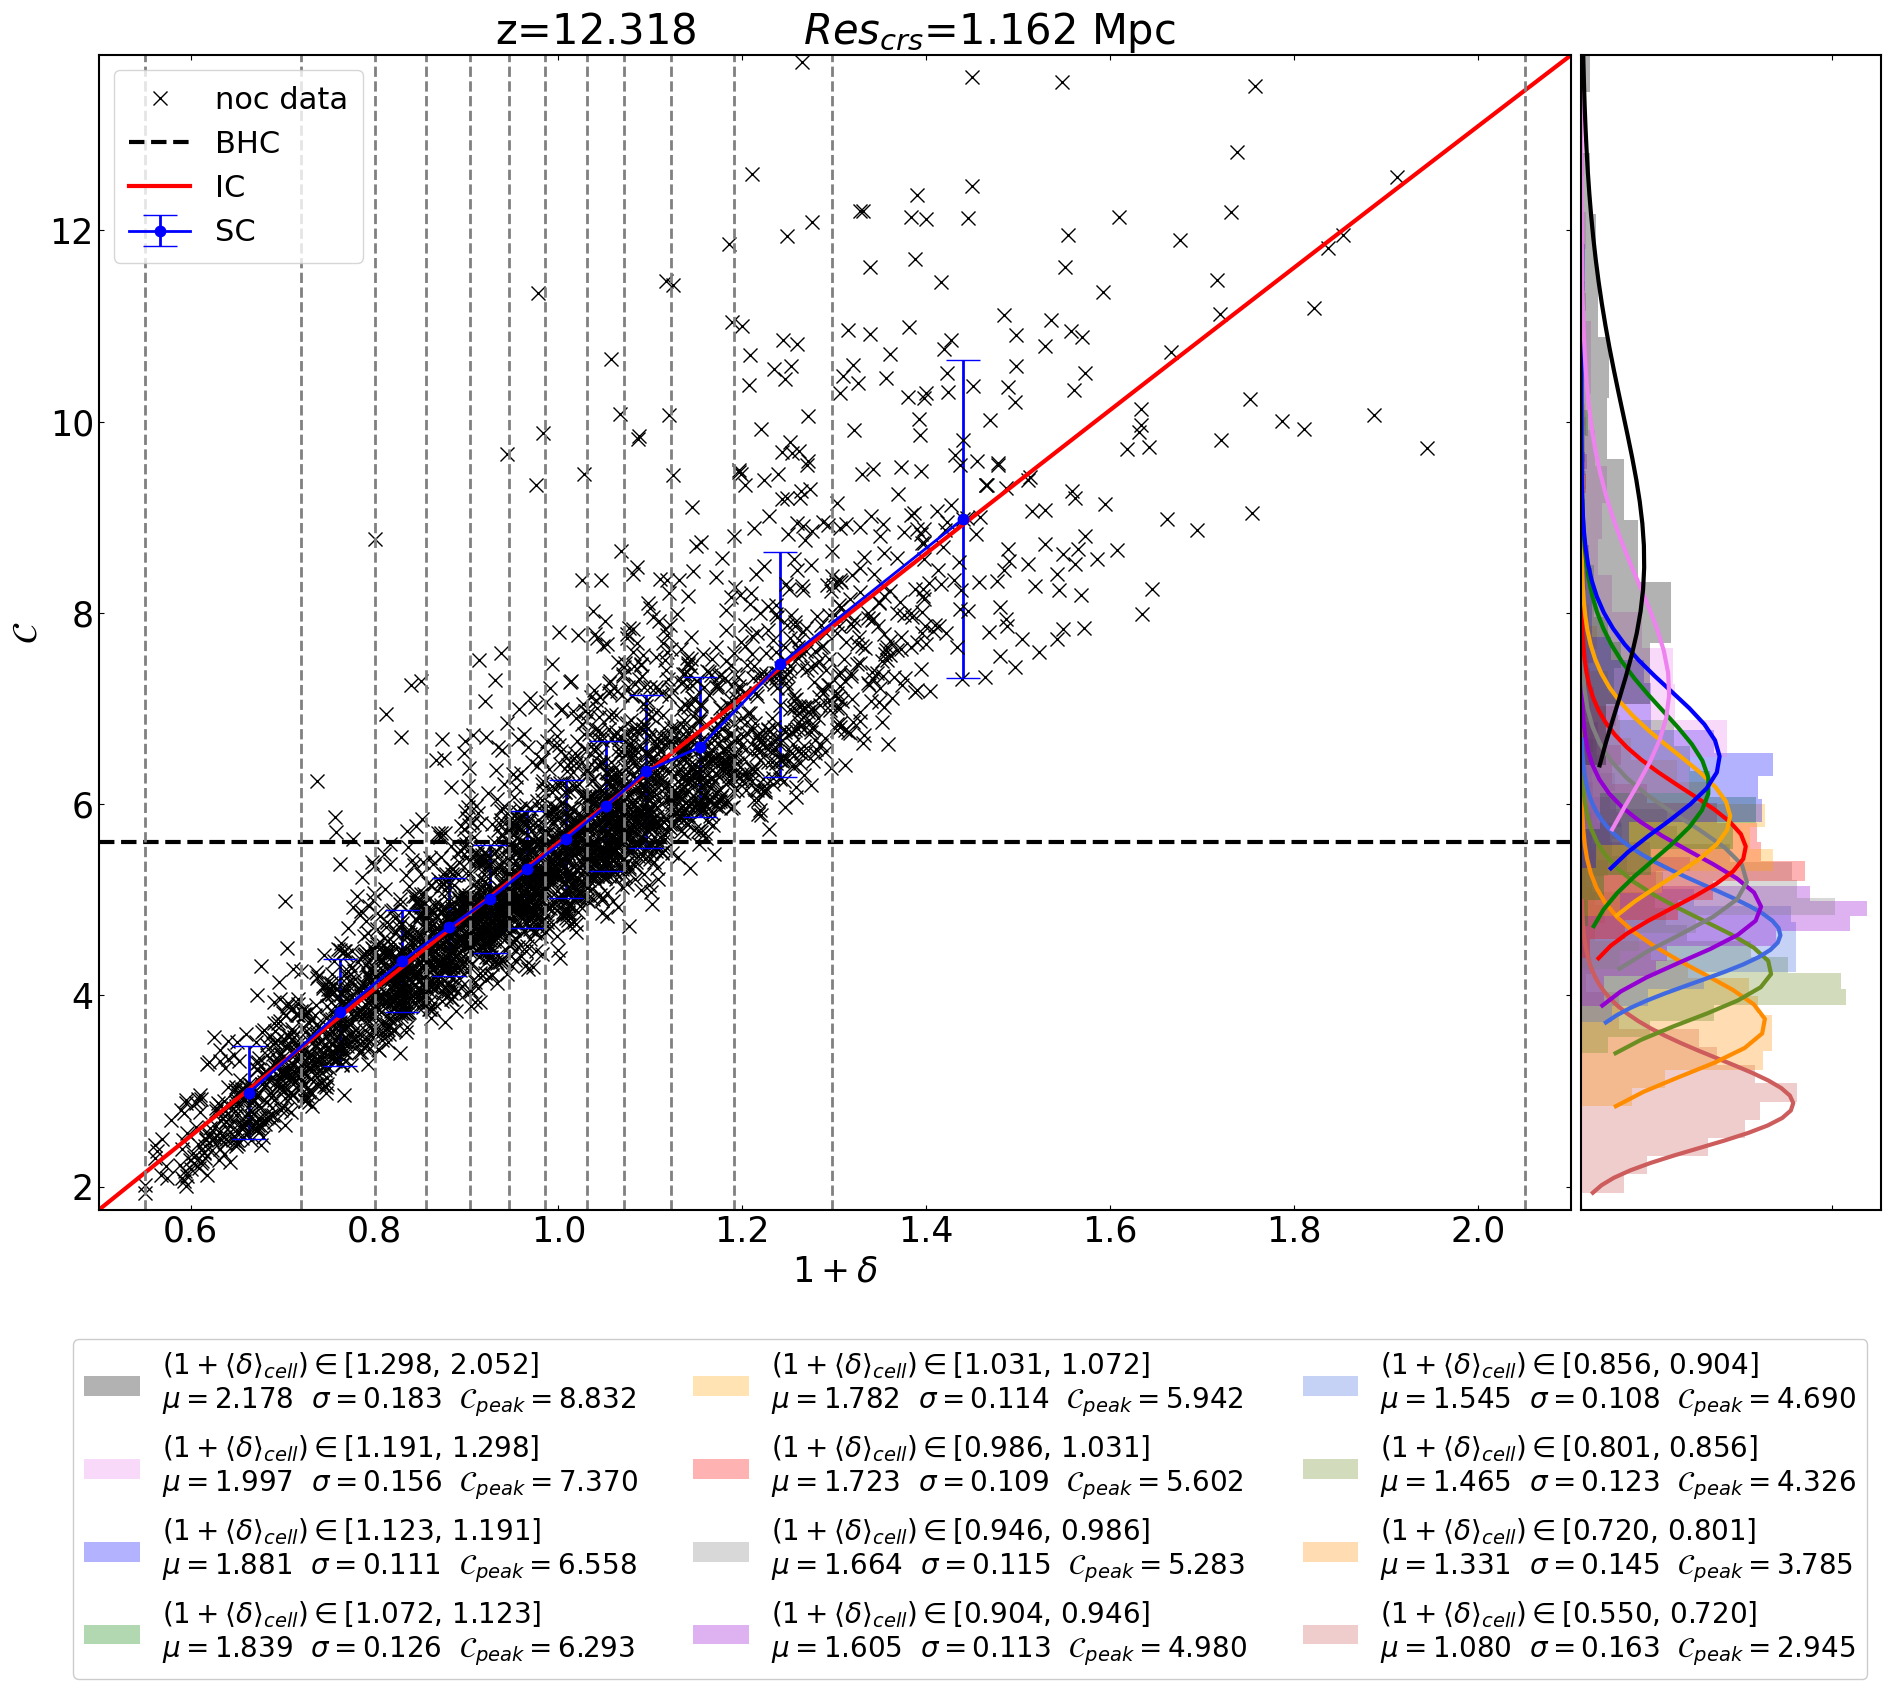 z=12.318 Res_crs=1.162 Mpc
noc data
BHC
IC
SC
12
10
8
6
4
2
𝒞
0.6 0.8 1.0 1.2 1.4 1.6 1.8 2.0
1 + δ
(1 + ⟨δ⟩_cell) ∈ [1.298, 2.052]
μ = 2.178 σ = 0.183 𝒞_peak = 8.832
(1 + ⟨δ⟩_cell) ∈ [1.191, 1.298]
μ = 1.997 σ = 0.156 𝒞_peak = 7.370
(1 + ⟨δ⟩_cell) ∈ [1.123, 1.191]
μ = 1.881 σ = 0.111 𝒞_peak = 6.558
(1 + ⟨δ⟩_cell) ∈ [1.072, 1.123]
μ = 1.839 σ = 0.126 𝒞_peak = 6.293
(1 + ⟨δ⟩_cell) ∈ [1.031, 1.072]
μ = 1.782 σ = 0.114 𝒞_peak = 5.942
(1 + ⟨δ⟩_cell) ∈ [0.986, 1.031]
μ = 1.723 σ = 0.109 𝒞_peak = 5.602
(1 + ⟨δ⟩_cell) ∈ [0.946, 0.986]
μ = 1.664 σ = 0.115 𝒞_peak = 5.283
(1 + ⟨δ⟩_cell) ∈ [0.904, 0.946]
μ = 1.605 σ = 0.113 𝒞_peak = 4.980
(1 + ⟨δ⟩_cell) ∈ [0.856, 0.904]
μ = 1.545 σ = 0.108 𝒞_peak = 4.690
(1 + ⟨δ⟩_cell) ∈ [0.801, 0.856]
μ = 1.465 σ = 0.123 𝒞_peak = 4.326
(1 + ⟨δ⟩_cell) ∈ [0.720, 0.801]
μ = 1.331 σ = 0.145 𝒞_peak = 3.785
(1 + ⟨δ⟩_cell) ∈ [0.550, 0.720]
μ = 1.080 σ = 0.163 𝒞_peak = 2.945